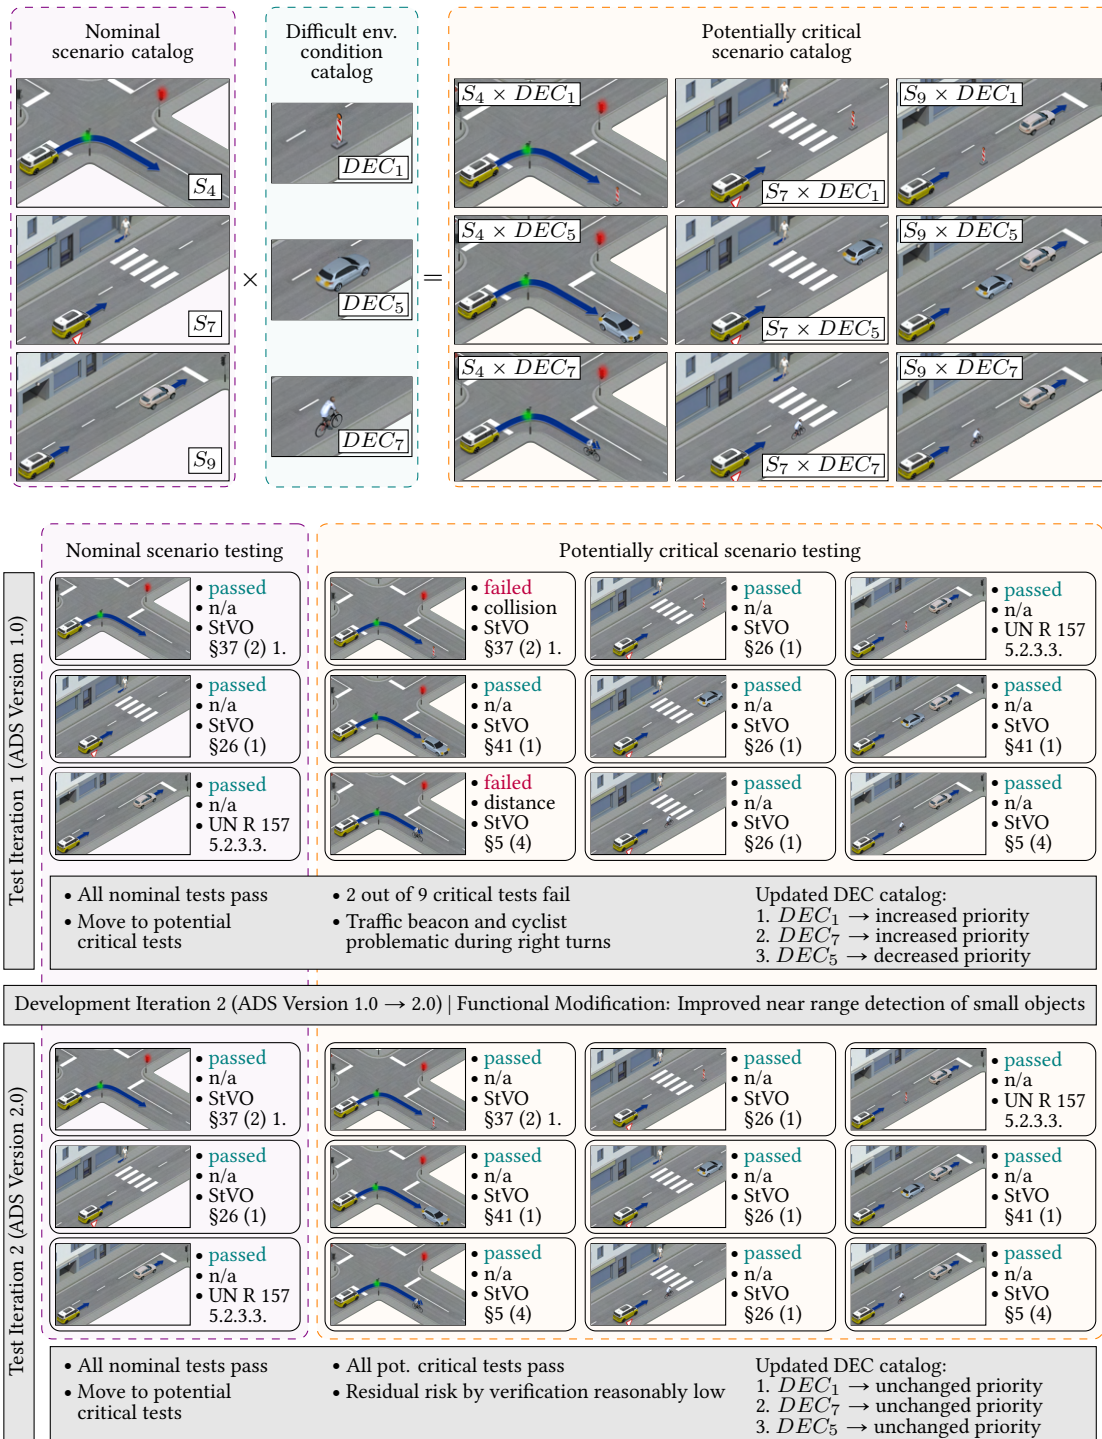 Nominal
scenario catalog
Difficult env.
condition
catalog
Potentially critical
scenario catalog
S4
S7
S9
×
DEC1
DEC5
DEC7
=
S4 × DEC1
S7 × DEC1
S9 × DEC1
S4 × DEC5
S7 × DEC5
S9 × DEC5
S4 × DEC7
S7 × DEC7
S9 × DEC7
Nominal scenario testing
Potentially critical scenario testing
Test Iteration 1 (ADS Version 1.0)
• passed
• n/a
• StVO
§37 (2) 1.
• failed
• collision
• StVO
§37 (2) 1.
• passed
• n/a
• StVO
§26 (1)
• passed
• n/a
• UN R 157
5.2.3.3.
• passed
• n/a
• StVO
§26 (1)
• passed
• n/a
• StVO
§41 (1)
• passed
• n/a
• StVO
§26 (1)
• passed
• n/a
• StVO
§41 (1)
• passed
• n/a
• UN R 157
5.2.3.3.
• failed
• distance
• StVO
§5 (4)
• passed
• n/a
• StVO
§26 (1)
• passed
• n/a
• StVO
§5 (4)
• All nominal tests pass
• Move to potential
critical tests
• 2 out of 9 critical tests fail
• Traffic beacon and cyclist
problematic during right turns
Updated DEC catalog:
1. DEC1 → increased priority
2. DEC7 → increased priority
3. DEC5 → decreased priority
Development Iteration 2 (ADS Version 1.0 → 2.0) | Functional Modification: Improved near range detection of small objects
Test Iteration 2 (ADS Version 2.0)
• passed
• n/a
• StVO
§37 (2) 1.
• passed
• n/a
• StVO
§37 (2) 1.
• passed
• n/a
• StVO
§26 (1)
• passed
• n/a
• UN R 157
5.2.3.3.
• passed
• n/a
• StVO
§26 (1)
• passed
• n/a
• StVO
§41 (1)
• passed
• n/a
• StVO
§26 (1)
• passed
• n/a
• StVO
§41 (1)
• passed
• n/a
• UN R 157
5.2.3.3.
• passed
• n/a
• StVO
§5 (4)
• passed
• n/a
• StVO
§26 (1)
• passed
• n/a
• StVO
§5 (4)
• All nominal tests pass
• Move to potential
critical tests
• All pot. critical tests pass
• Residual risk by verification reasonably low
Updated DEC catalog:
1. DEC1 → unchanged priority
2. DEC7 → unchanged priority
3. DEC5 → unchanged priority